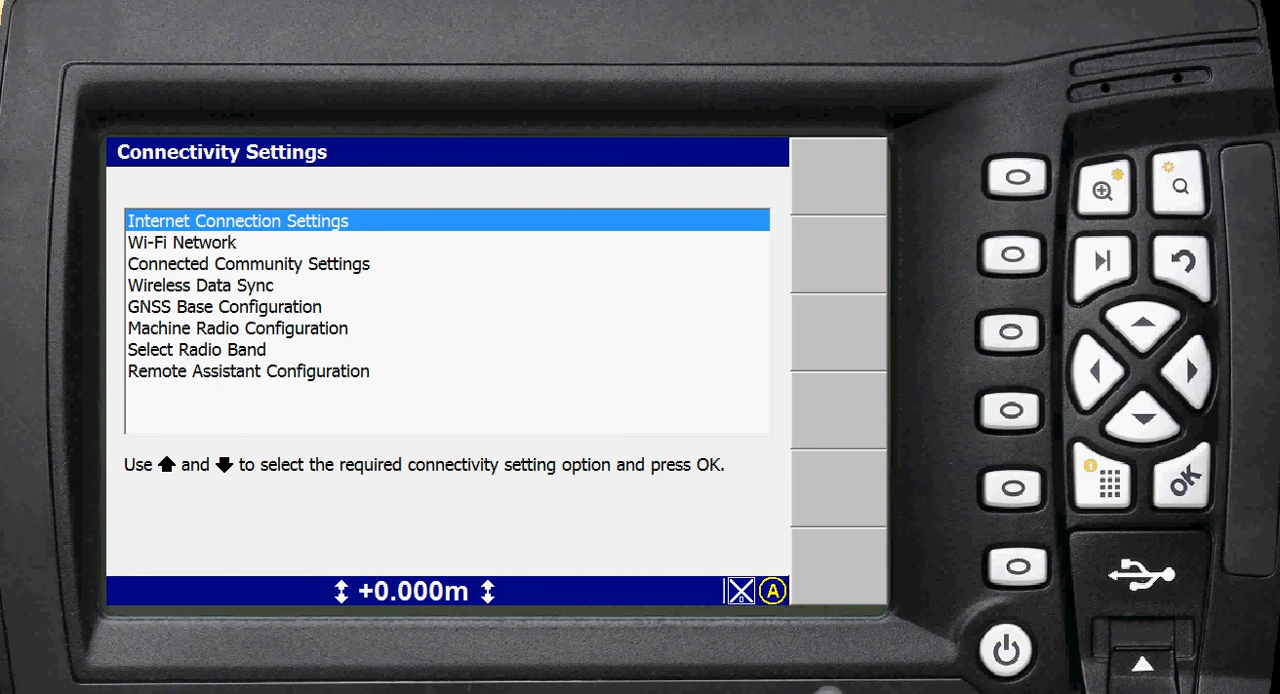 Connectivity Settings
Internet Connection Settings
Wi-Fi Network
Connected Community Settings
Wireless Data Sync
GNSS Base Configuration
Machine Radio Configuration
Select Radio Band
Remote Assistant Configuration
Use ⬆ and ⬇ to select the required connectivity setting option and press OK.
↕ +0.000m ↕
A
OK